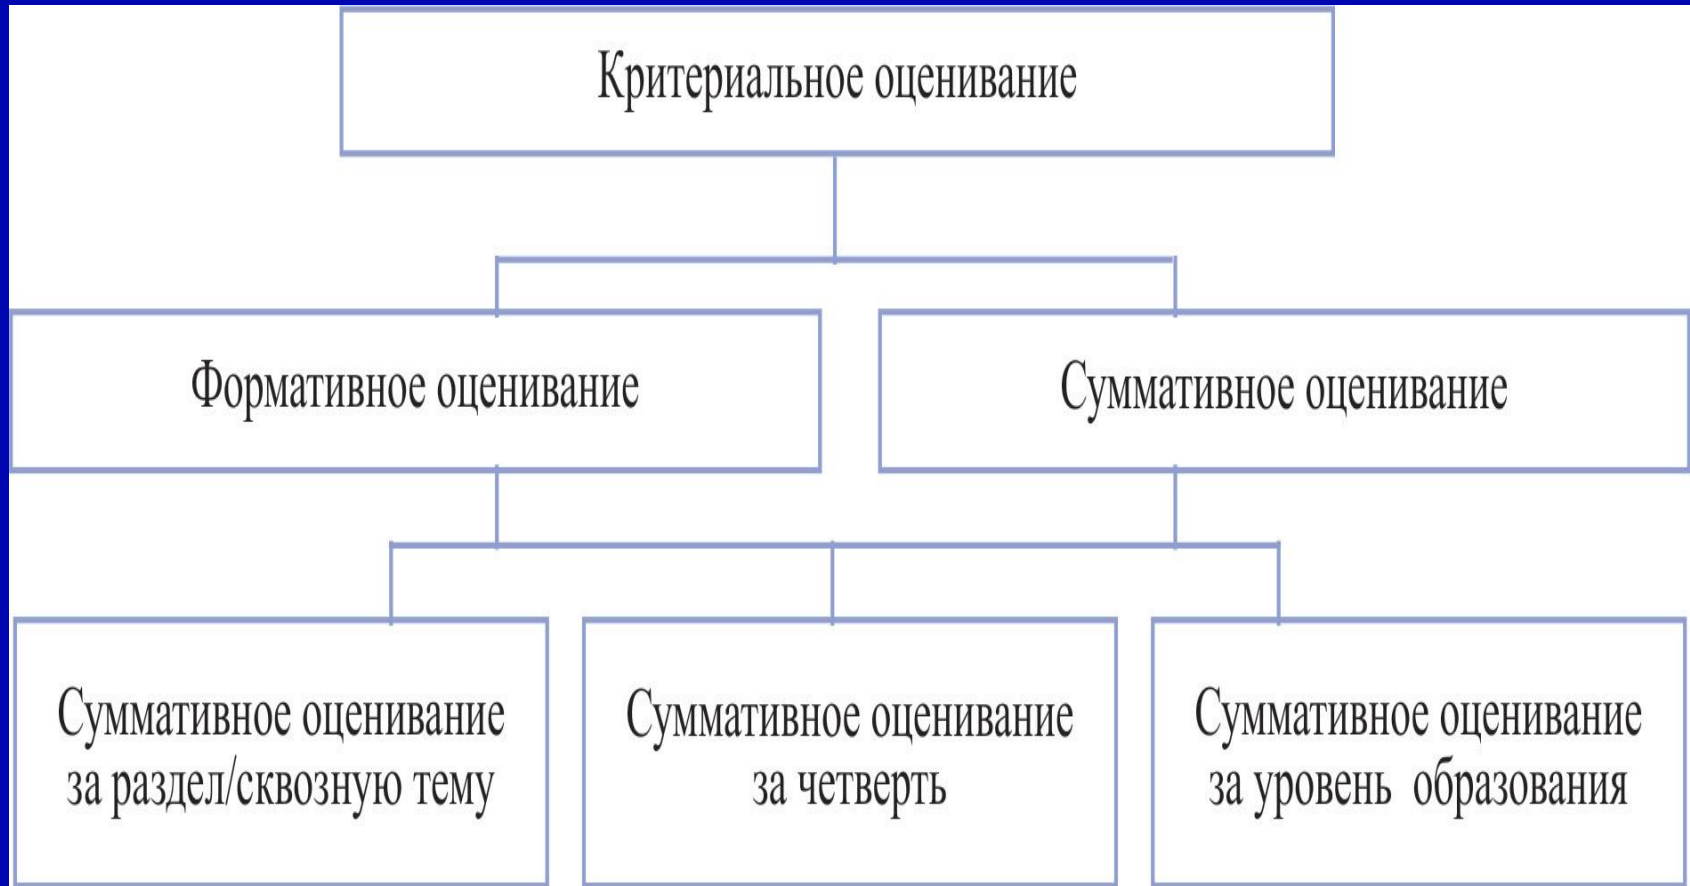 Критериальное оценивание
Формативное оценивание
Суммативное оценивание
Суммативное оценивание
за раздел/сквозную тему
Суммативное оценивание
за четверть
Суммативное оценивание
за уровень образования